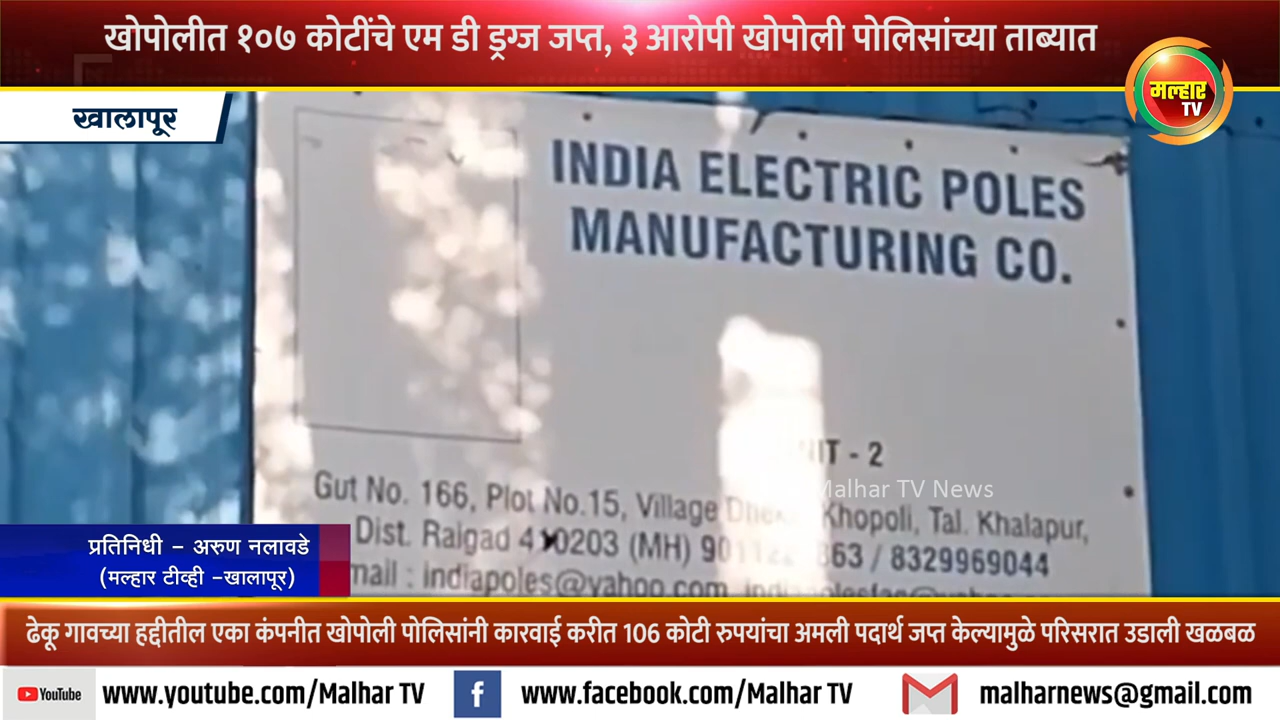 खोपोलीत १०७ कोटींचे एम डी ड्रग्ज जप्त, ३ आरोपी खोपोली पोलिसांच्या ताब्यात
मल्हार
TV
खालापूर
INDIA ELECTRIC POLES
MANUFACTURING CO.
- 2
Malhar TV News
Gut No. 166, Plot No.15, Village Khopoli, Tal. Khalapur,
Dist. Raigad 410203 (MH) / 8329969044
indiapoles@yahoo.com
प्रतिनिधी - अरुण नलावडे
(मल्हार टीव्ही -खालापूर)
ढेकू गावच्या हद्दीतील एका कंपनीत खोपोली पोलिसांनी कारवाई करीत 106 कोटी रुपयांचा अमली पदार्थ जप्त केल्यामुळे परिसरात उडाली खळबळ
YouTube www.youtube.com/Malhar TV f www.facebook.com/Malhar TV malharnews@gmail.com